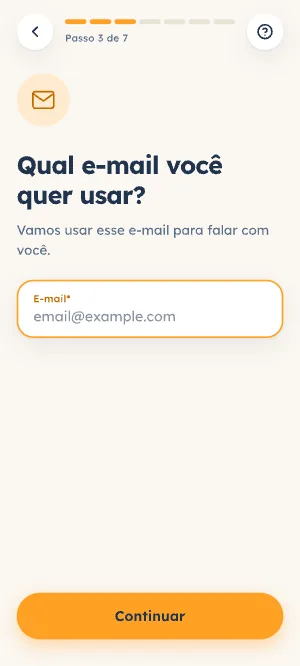 Passo 3 de 7
Qual e-mail você
quer usar?
Vamos usar esse e-mail para falar com
você.
E-mail*
email@example.com
Continuar